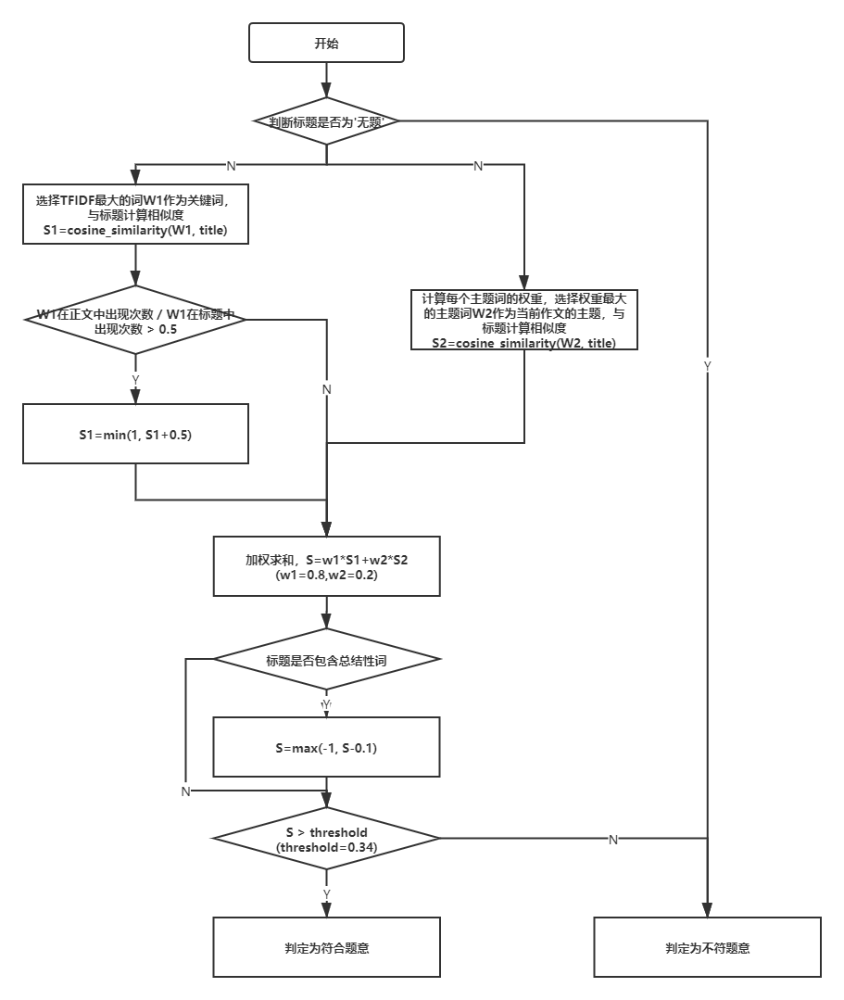 开始
判断标题是否为'无题'
N
N
选择TFIDF最大的词W1作为关键词，
与标题计算相似度
S1=cosine_similarity(W1, title)
W1在正文中出现次数 / W1在标题中
出现次数 > 0.5
计算每个主题词的权重，选择权重最大
的主题词W2作为当前作文的主题，与
标题计算相似度
S2=cosine_similarity(W2, title)
Y
Y
N
S1=min(1, S1+0.5)
加权求和，S=w1*S1+w2*S2
(w1=0.8,w2=0.2)
标题是否包含总结性词
Y
S=max(-1, S-0.1)
N
S > threshold
(threshold=0.34)
N
Y
判定为符合题意
判定为不符题意